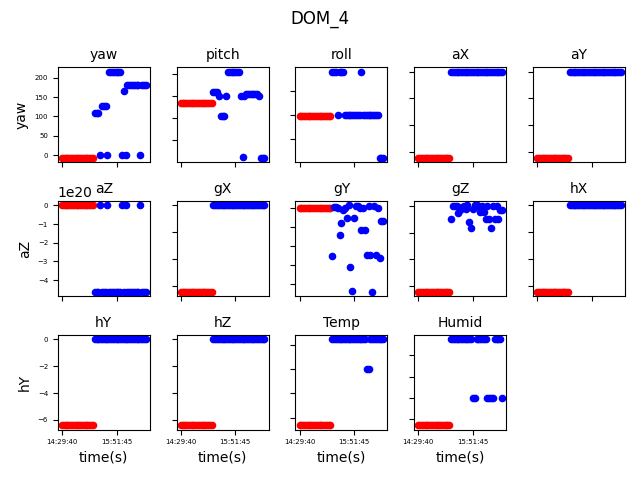 DOM_4
yaw pitch roll aX aY
yaw
200
150
100
50
0
1e20
aZ gX gY gZ hX
aZ
0
−1
−2
−3
−4
hY hZ Temp Humid
hY
0
−2
−4
−6
14:29:40 15:51:45 14:29:40 15:51:45 14:29:40 15:51:45 14:29:40 15:51:45
time(s) time(s) time(s) time(s)